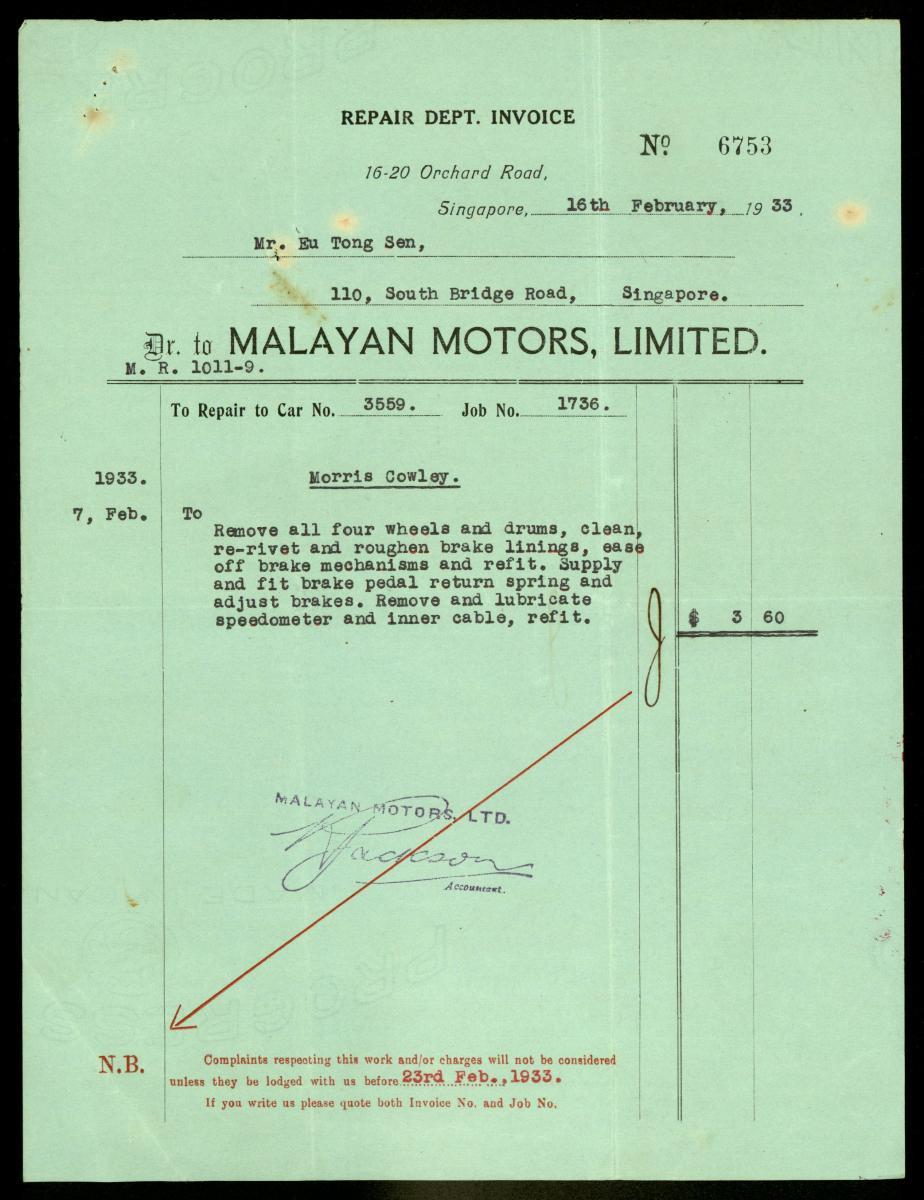 REPAIR DEPT. INVOICE
No. 6753
16-20 Orchard Road,
Singapore, 16th February, 1933.
Mr. Eu Tong Sen,
110, South Bridge Road, Singapore.
Dr. to MALAYAN MOTORS, LIMITED.
M. R. 1011-9.
To Repair to Car No. 3559. Job No. 1736.
1933. Morris Cowley.
7, Feb. To
Remove all four wheels and drums, clean,
re-rivet and roughen brake linings, ease
off brake mechanisms and refit. Supply
and fit brake pedal return spring and
adjust brakes. Remove and lubricate
speedometer and inner cable, refit. $ 3 60
MALAYAN MOTORS, LTD.
Jackson
Accountant.
N.B. Complaints respecting this work and/or charges will not be considered
unless they be lodged with us before 23rd Feb., 1933.
If you write us please quote both Invoice No. and Job No.
PROGRESS